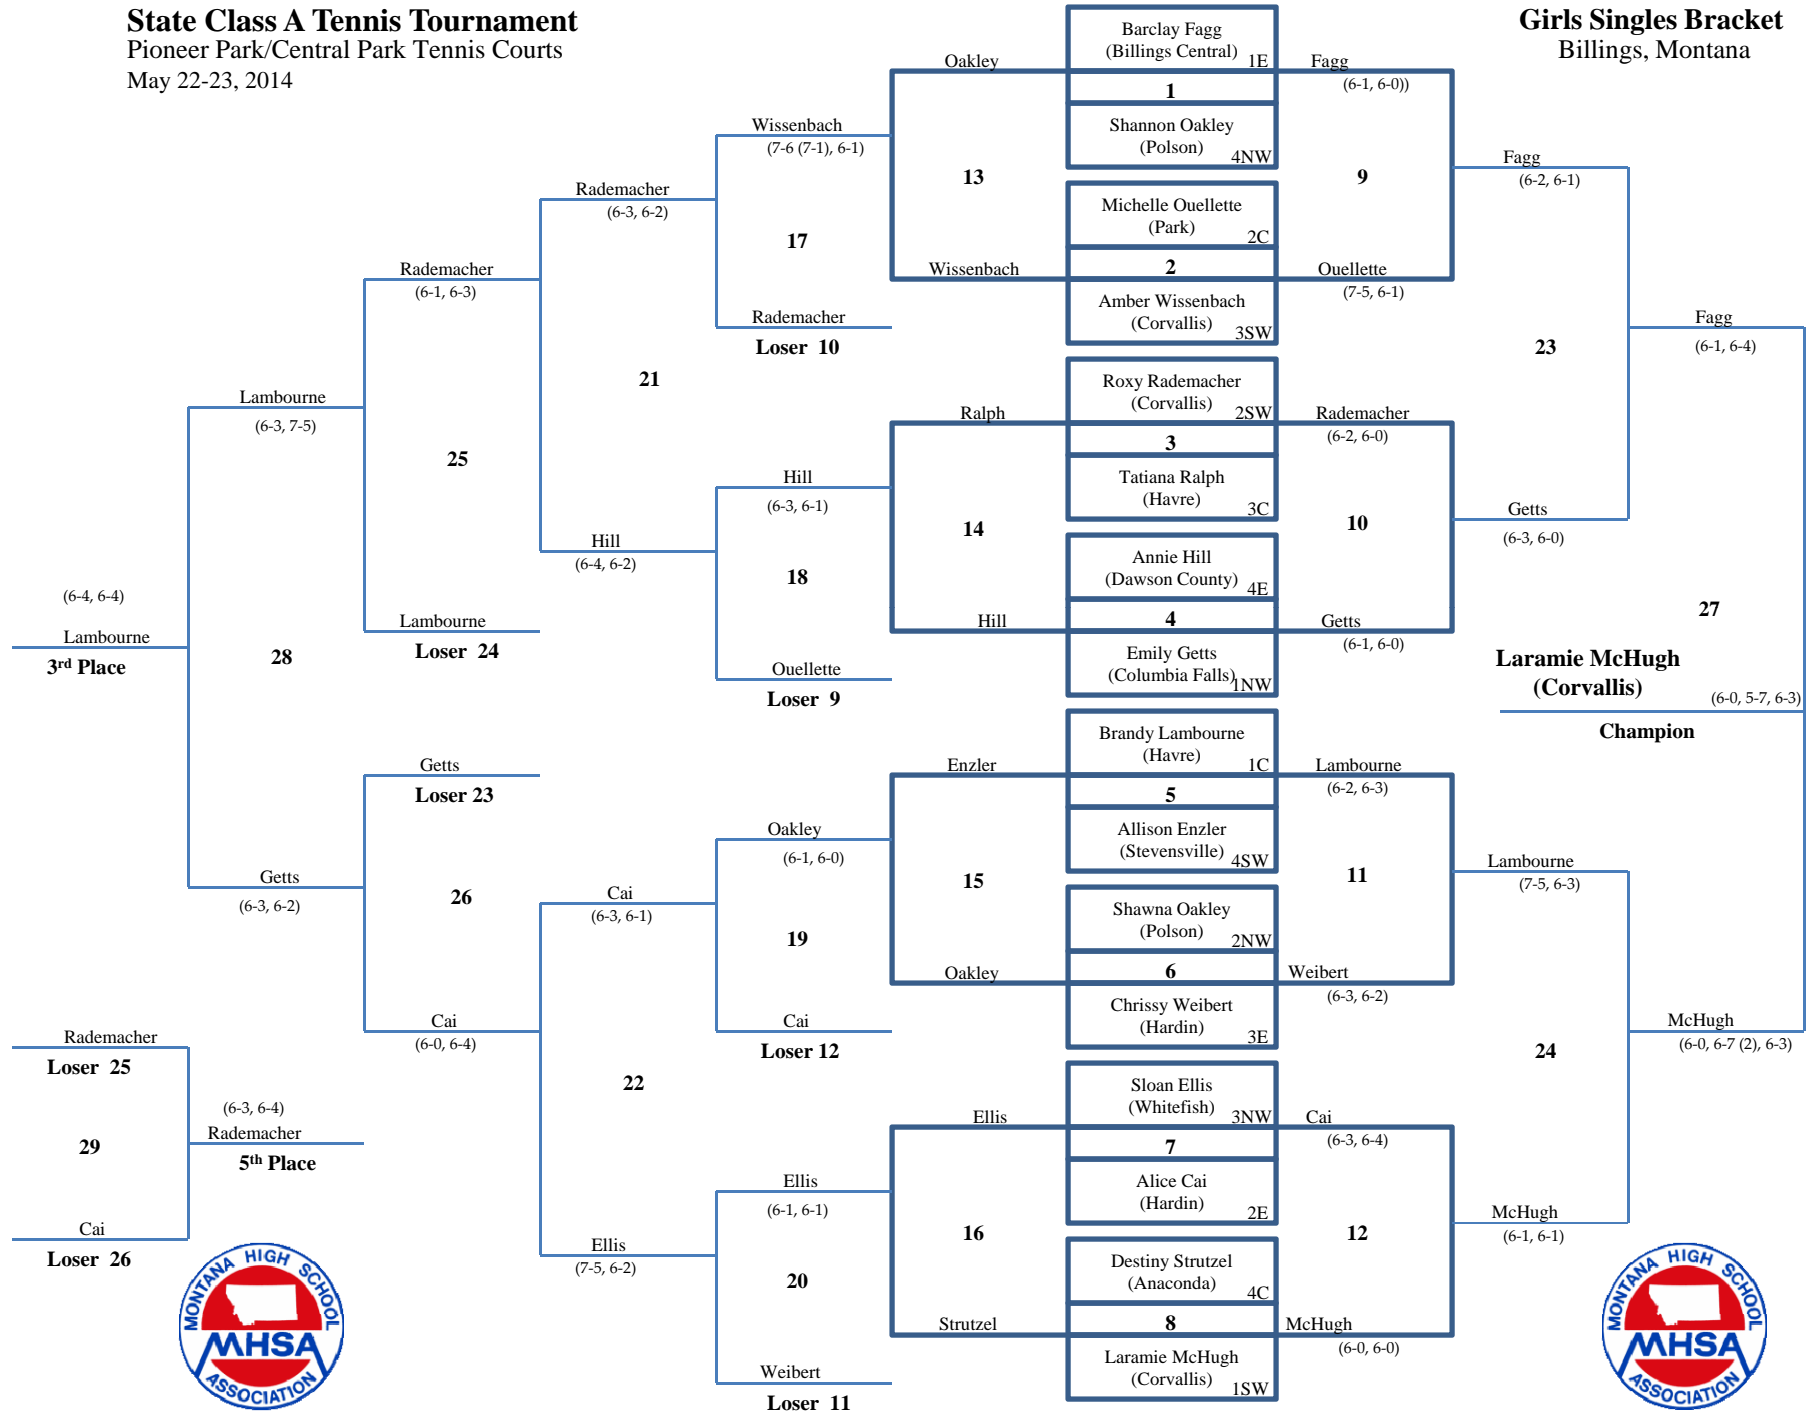 State Class A Tennis Tournament
Pioneer Park/Central Park Tennis Courts
May 22-23, 2014
Girls Singles Bracket
Billings, Montana
Barclay Fagg
(Billings Central)
1E
1
Shannon Oakley
(Polson)
4NW
Michelle Ouellette
(Park)
2C
2
Amber Wissenbach
(Corvallis)
3SW
Roxy Rademacher
(Corvallis)
2SW
3
Tatiana Ralph
(Havre)
3C
Annie Hill
(Dawson County)
4E
4
Emily Getts
(Columbia Falls)
1NW
Brandy Lambourne
(Havre)
1C
5
Allison Enzler
(Stevensville)
4SW
Shawna Oakley
(Polson)
2NW
6
Chrissy Weibert
(Hardin)
3E
Sloan Ellis
(Whitefish)
3NW
7
Alice Cai
(Hardin)
2E
Destiny Strutzel
(Anaconda)
4C
8
Laramie McHugh
(Corvallis)
1SW
Fagg
(6-1, 6-0))
9
Ouellette
(7-5, 6-1)
Rademacher
(6-2, 6-0)
10
Getts
(6-1, 6-0)
Lambourne
(6-2, 6-3)
11
Weibert
(6-3, 6-2)
Cai
(6-3, 6-4)
12
McHugh
(6-0, 6-0)
Fagg
(6-2, 6-1)
23
Getts
(6-3, 6-0)
Lambourne
(7-5, 6-3)
24
McHugh
(6-1, 6-1)
Fagg
(6-1, 6-4)
27
Laramie McHugh
(Corvallis)
(6-0, 5-7, 6-3)
Champion
McHugh
(6-0, 6-7 (2), 6-3)
Oakley
13
Wissenbach
Ralph
14
Hill
Enzler
15
Oakley
Ellis
16
Strutzel
Wissenbach
(7-6 (7-1), 6-1)
17
Rademacher
Loser 10
Hill
(6-3, 6-1)
18
Ouellette
Loser 9
Oakley
(6-1, 6-0)
19
Cai
Loser 12
Ellis
(6-1, 6-1)
20
Weibert
Loser 11
Rademacher
(6-3, 6-2)
21
Hill
(6-4, 6-2)
Cai
(6-3, 6-1)
22
Ellis
(7-5, 6-2)
Rademacher
(6-1, 6-3)
25
Lambourne
Loser 24
Getts
Loser 23
26
Cai
(6-0, 6-4)
Lambourne
(6-3, 7-5)
28
Getts
(6-3, 6-2)
(6-4, 6-4)
Lambourne
3rd Place
Rademacher
Loser 25
29
Cai
Loser 26
(6-3, 6-4)
Rademacher
5th Place
MONTANA HIGH SCHOOL
MHSA
ASSOCIATION
MONTANA HIGH SCHOOL
MHSA
ASSOCIATION